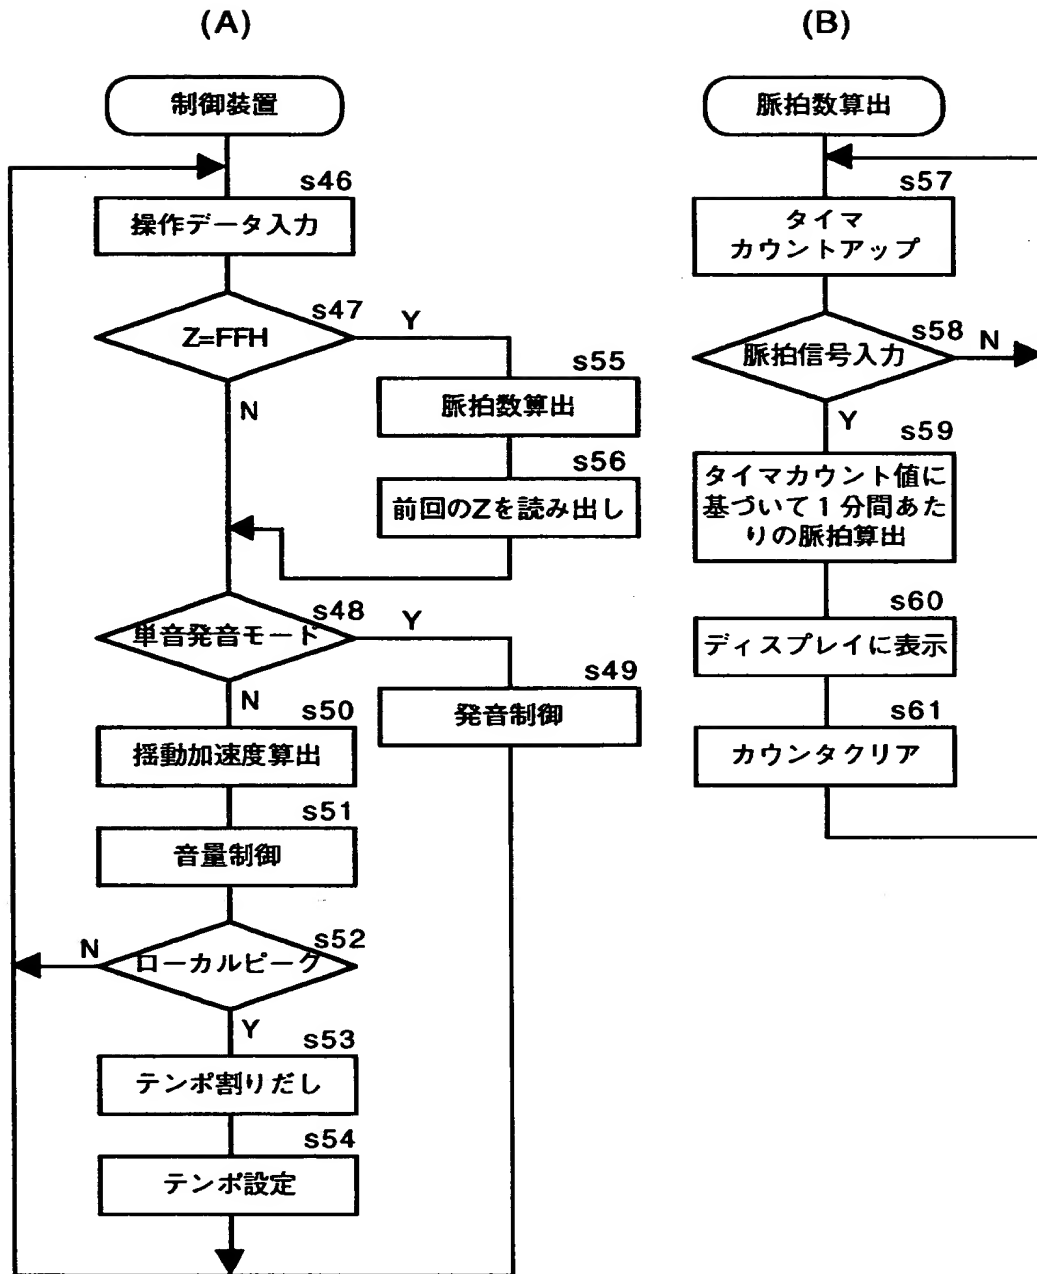 (A)
制御装置
s46
操作データ入力
s47
Z=FFH
Y
N
s55
脈拍数算出
s56
前回のZを読み出し
s48
単音発音モード
Y
N
s49
発音制御
s50
揺動加速度算出
s51
音量制御
s52
ローカルピーク
N
Y
s53
テンポ割りだし
s54
テンポ設定
(B)
脈拍数算出
s57
タイマ
カウントアップ
s58
脈拍信号入力
N
Y
s59
タイマカウント値に
基づいて1分間あた
りの脈拍算出
s60
ディスプレイに表示
s61
カウンタクリア